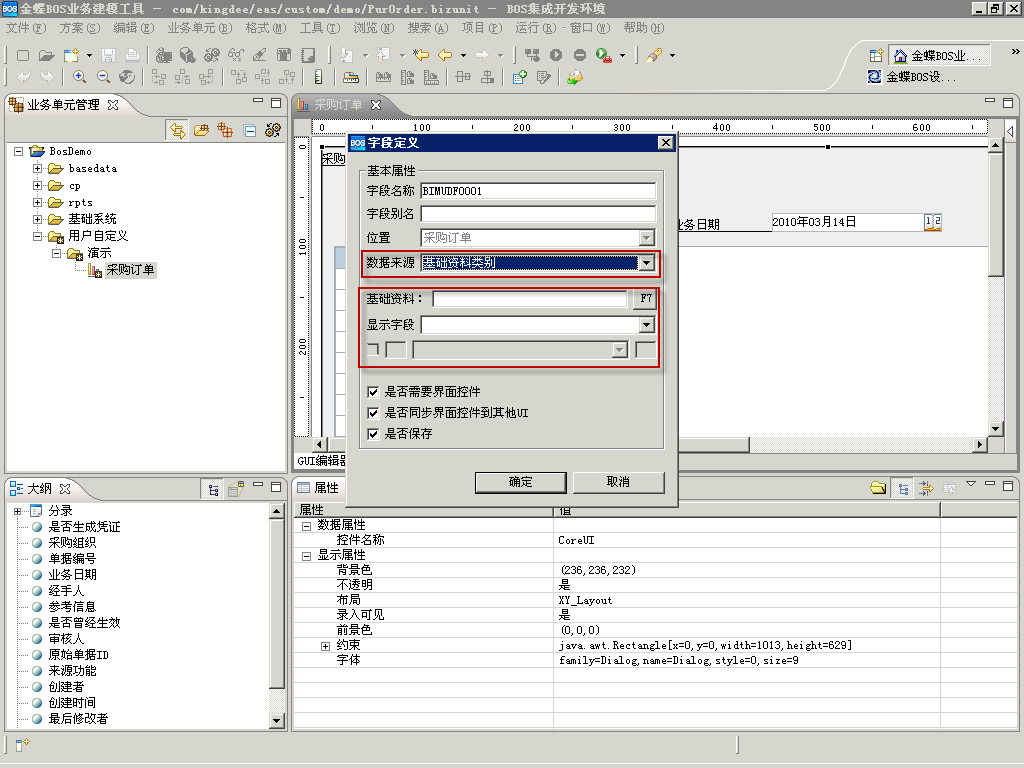 金蝶BOS业务建模工具 － com/kingdee/eas/custom/demo/PurOrder.bizunit － BOS集成开发环境
文件(F) 方案(S) 编辑(E) 业务单元(B) 格式(M) 工具(T) 浏览(N) 搜索(A) 项目(P) 运行(R) 窗口(W) 帮助(H)
金蝶BOS业...
金蝶BOS设...
业务单元管理
BosDemo
basedata
cp
rpts
基础系统
用户自定义
演示
采购订单
采购订单
0 100 200 300 400 500 600
0
100
200
采购
业务日期 2010年03月14日
GUI编辑器
BOS 字段定义
基本属性
字段名称 BIMUDF0001
字段别名
位置 采购订单
数据来源 基础资料类别
基础资料： F7
显示字段
是否需要界面控件
是否同步界面控件到其他UI
是否保存
确定 取消
大纲
分录
是否生成凭证
采购组织
单据编号
业务日期
经手人
参考信息
是否曾经生效
审核人
原始单据ID
来源功能
创建者
创建时间
最后修改者
属性
属性 值
数据属性
控件名称 CoreUI
显示属性
背景色 (236,236,232)
不透明 是
布局 XY_Layout
录入可见 是
前景色 (0,0,0)
约束 java.awt.Rectangle[x=0,y=0,width=1013,height=629]
字体 family=Dialog,name=Dialog,style=0,size=9